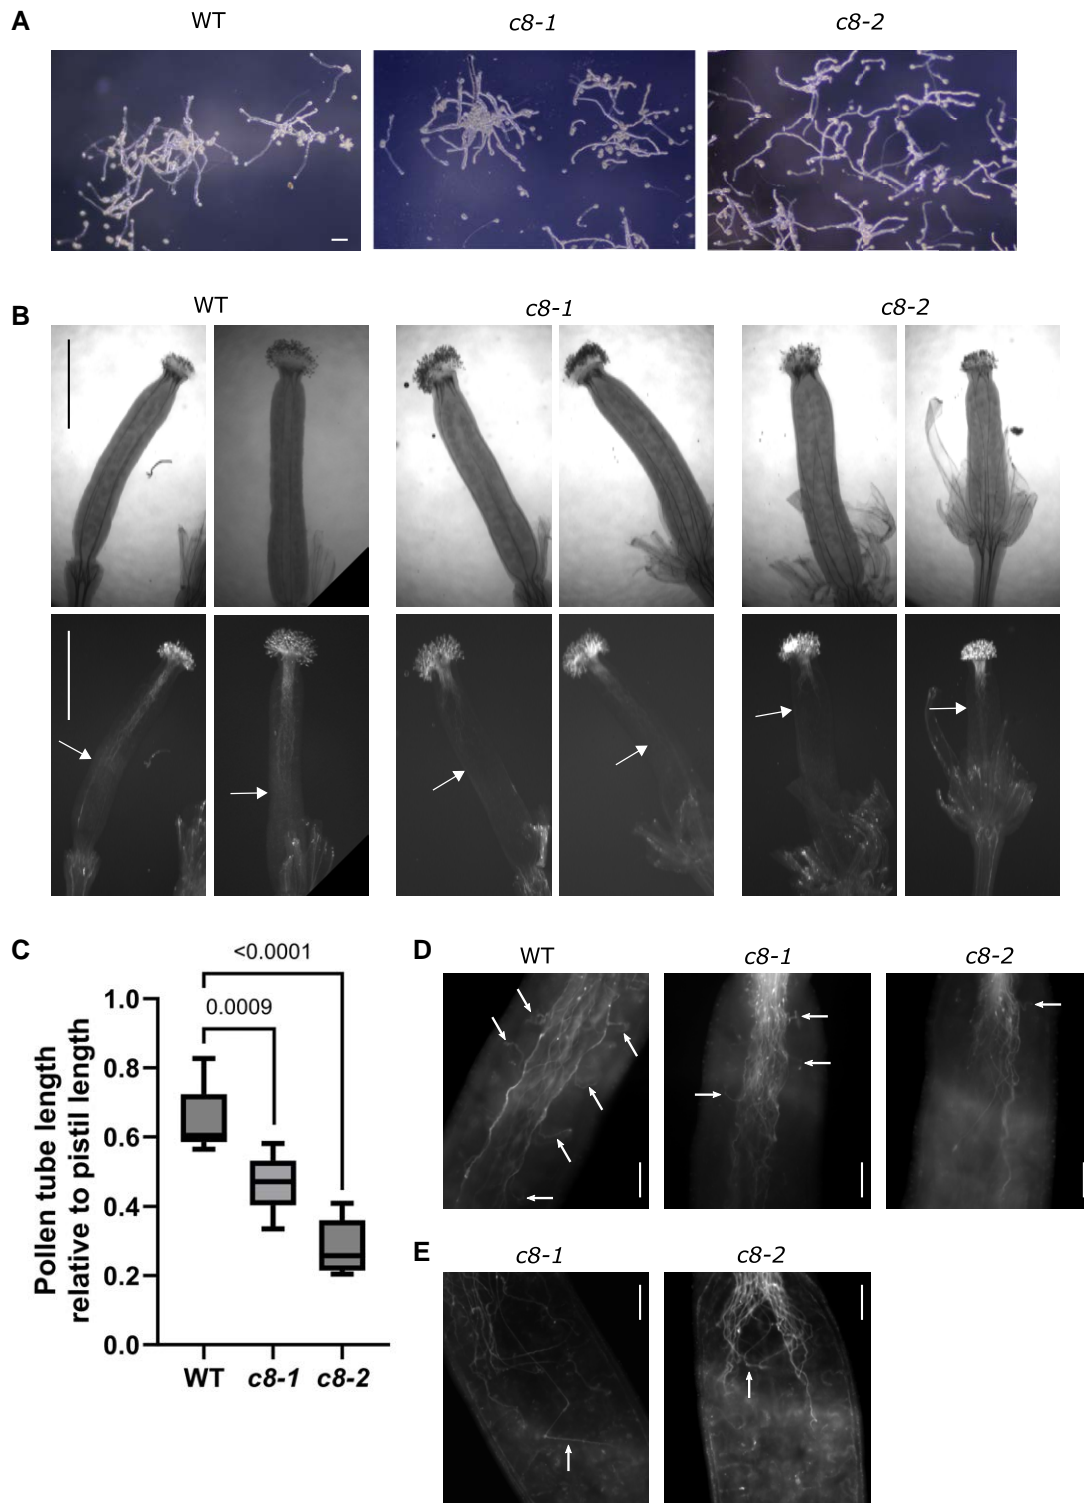 A
WT
c8-1
c8-2
B
WT
c8-1
c8-2
C
<0.0001
0.0009
Pollen tube length
relative to pistil length
1.0
0.8
0.6
0.4
0.2
0.0
WT c8-1 c8-2
D
WT
c8-1
c8-2
E
c8-1
c8-2